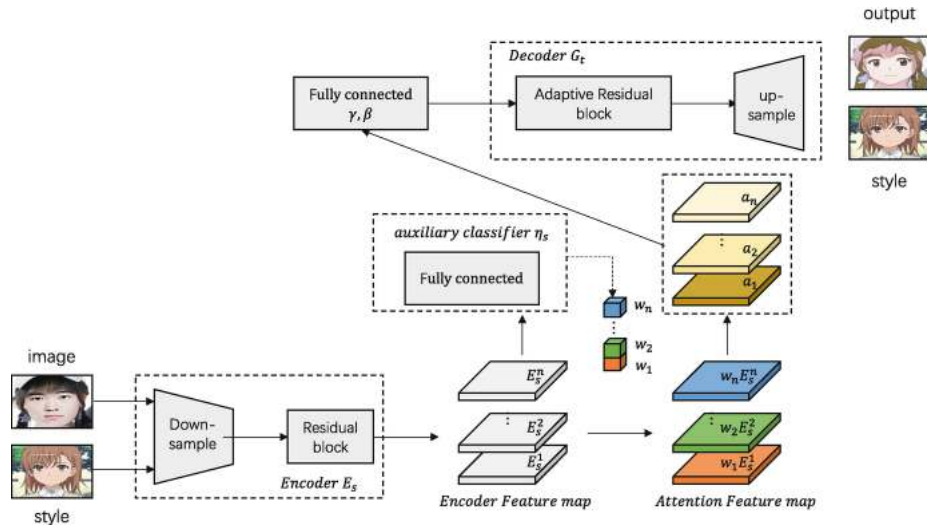 output
Decoder G_t
Fully connected
γ, β
Adaptive Residual
block
up-
sample
style
a_n
⋮
a_2
a_1
auxiliary classifier η_s
Fully connected
w_n
⋮
w_2
w_1
image
Down-
sample
Residual
block
Encoder E_s
style
E_s^n
⋮
E_s^2
E_s^1
Encoder Feature map
w_nE_s^n
⋮
w_2E_s^2
w_1E_s^1
Attention Feature map